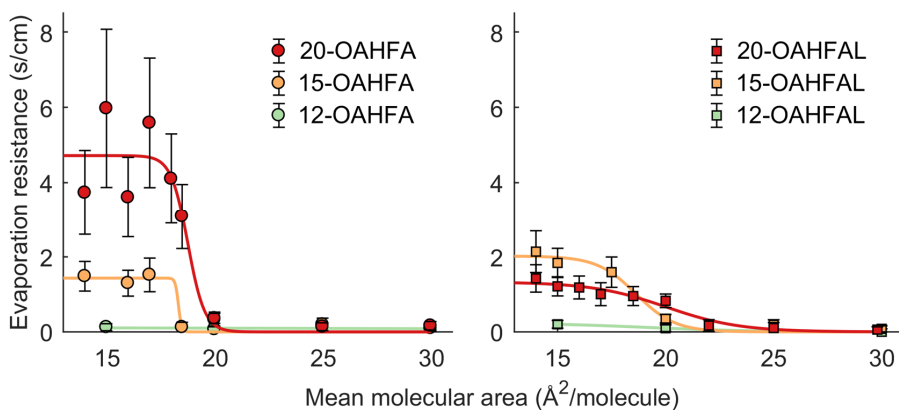 Evaporation resistance (s/cm)
8
6
4
2
0
15
20
25
30
20-OAHFA
15-OAHFA
12-OAHFA
8
6
4
2
0
15
20
25
30
20-OAHFAL
15-OAHFAL
12-OAHFAL
Mean molecular area (Å²/molecule)